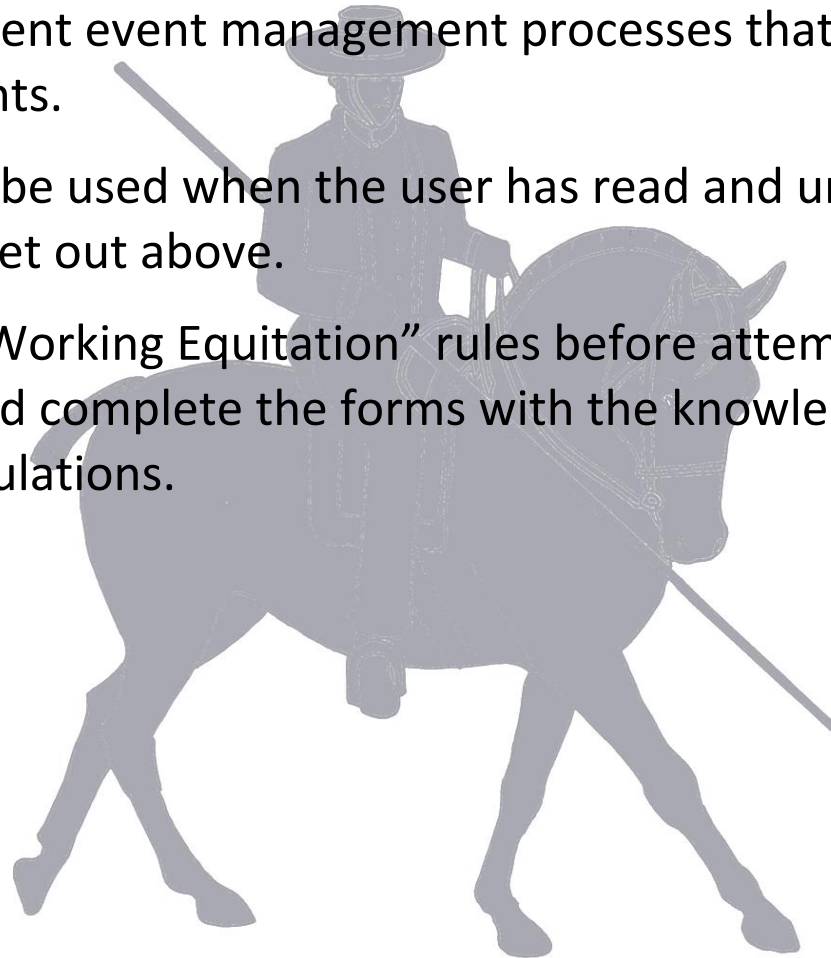 ent event management processes that
nts.
be used when the user has read and un
et out above.
Working Equitation” rules before attem
d complete the forms with the knowle
ulations.